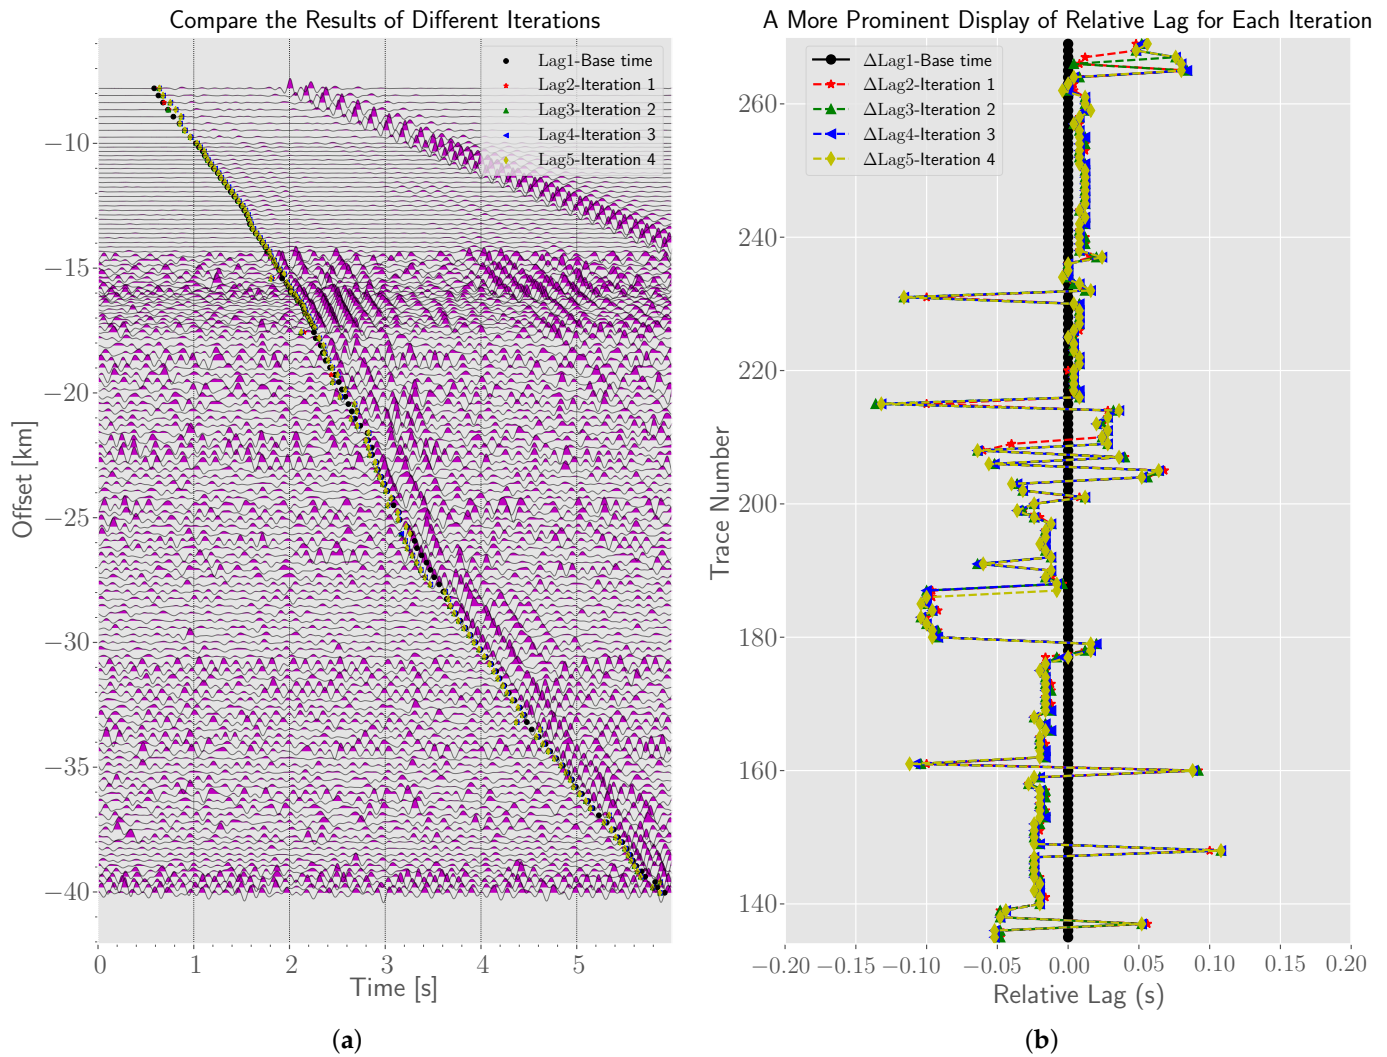 Compare the Results of Different Iterations
Lag1-Base time
Lag2-Iteration 1
Lag3-Iteration 2
Lag4-Iteration 3
Lag5-Iteration 4
−10
−15
−20
−25
−30
−35
−40
Offset [km]
0 1 2 3 4 5
Time [s]
(a)
A More Prominent Display of Relative Lag for Each Iteration
ΔLag1-Base time
ΔLag2-Iteration 1
ΔLag3-Iteration 2
ΔLag4-Iteration 3
ΔLag5-Iteration 4
260
240
220
200
180
160
140
Trace Number
−0.20 −0.15 −0.10 −0.05 0.00 0.05 0.10 0.15 0.20
Relative Lag (s)
(b)